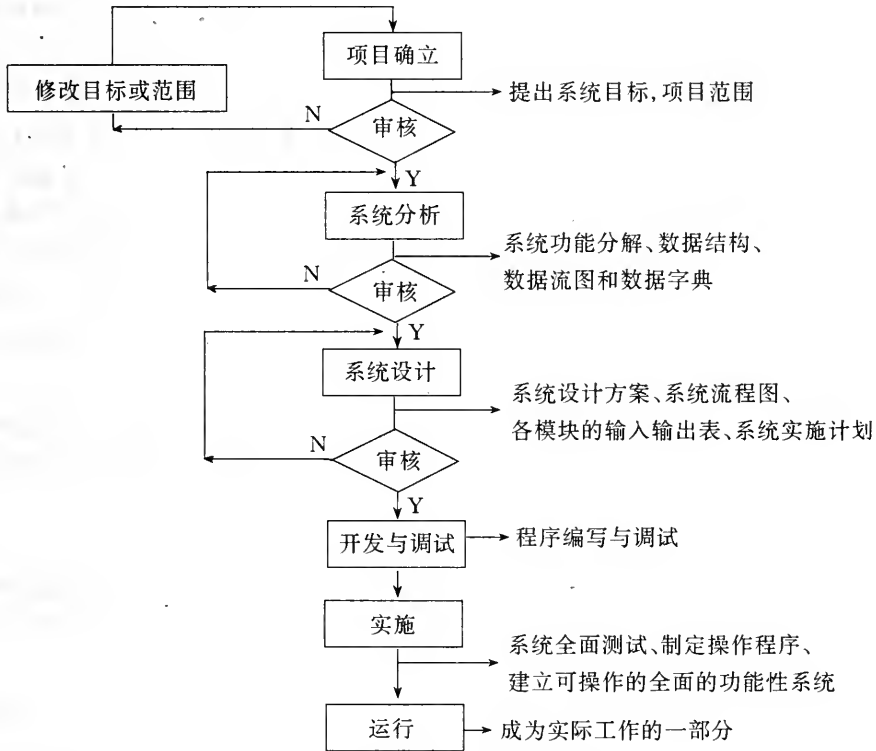 项目确立
修改目标或范围
提出系统目标,项目范围
N
审核
Y
系统分析
系统功能分解、数据结构、
数据流图和数据字典
N
审核
Y
系统设计
系统设计方案、系统流程图、
各模块的输入输出表、系统实施计划
N
审核
Y
开发与调试
程序编写与调试
实施
系统全面测试、制定操作程序、
建立可操作的全面的功能性系统
运行
成为实际工作的一部分